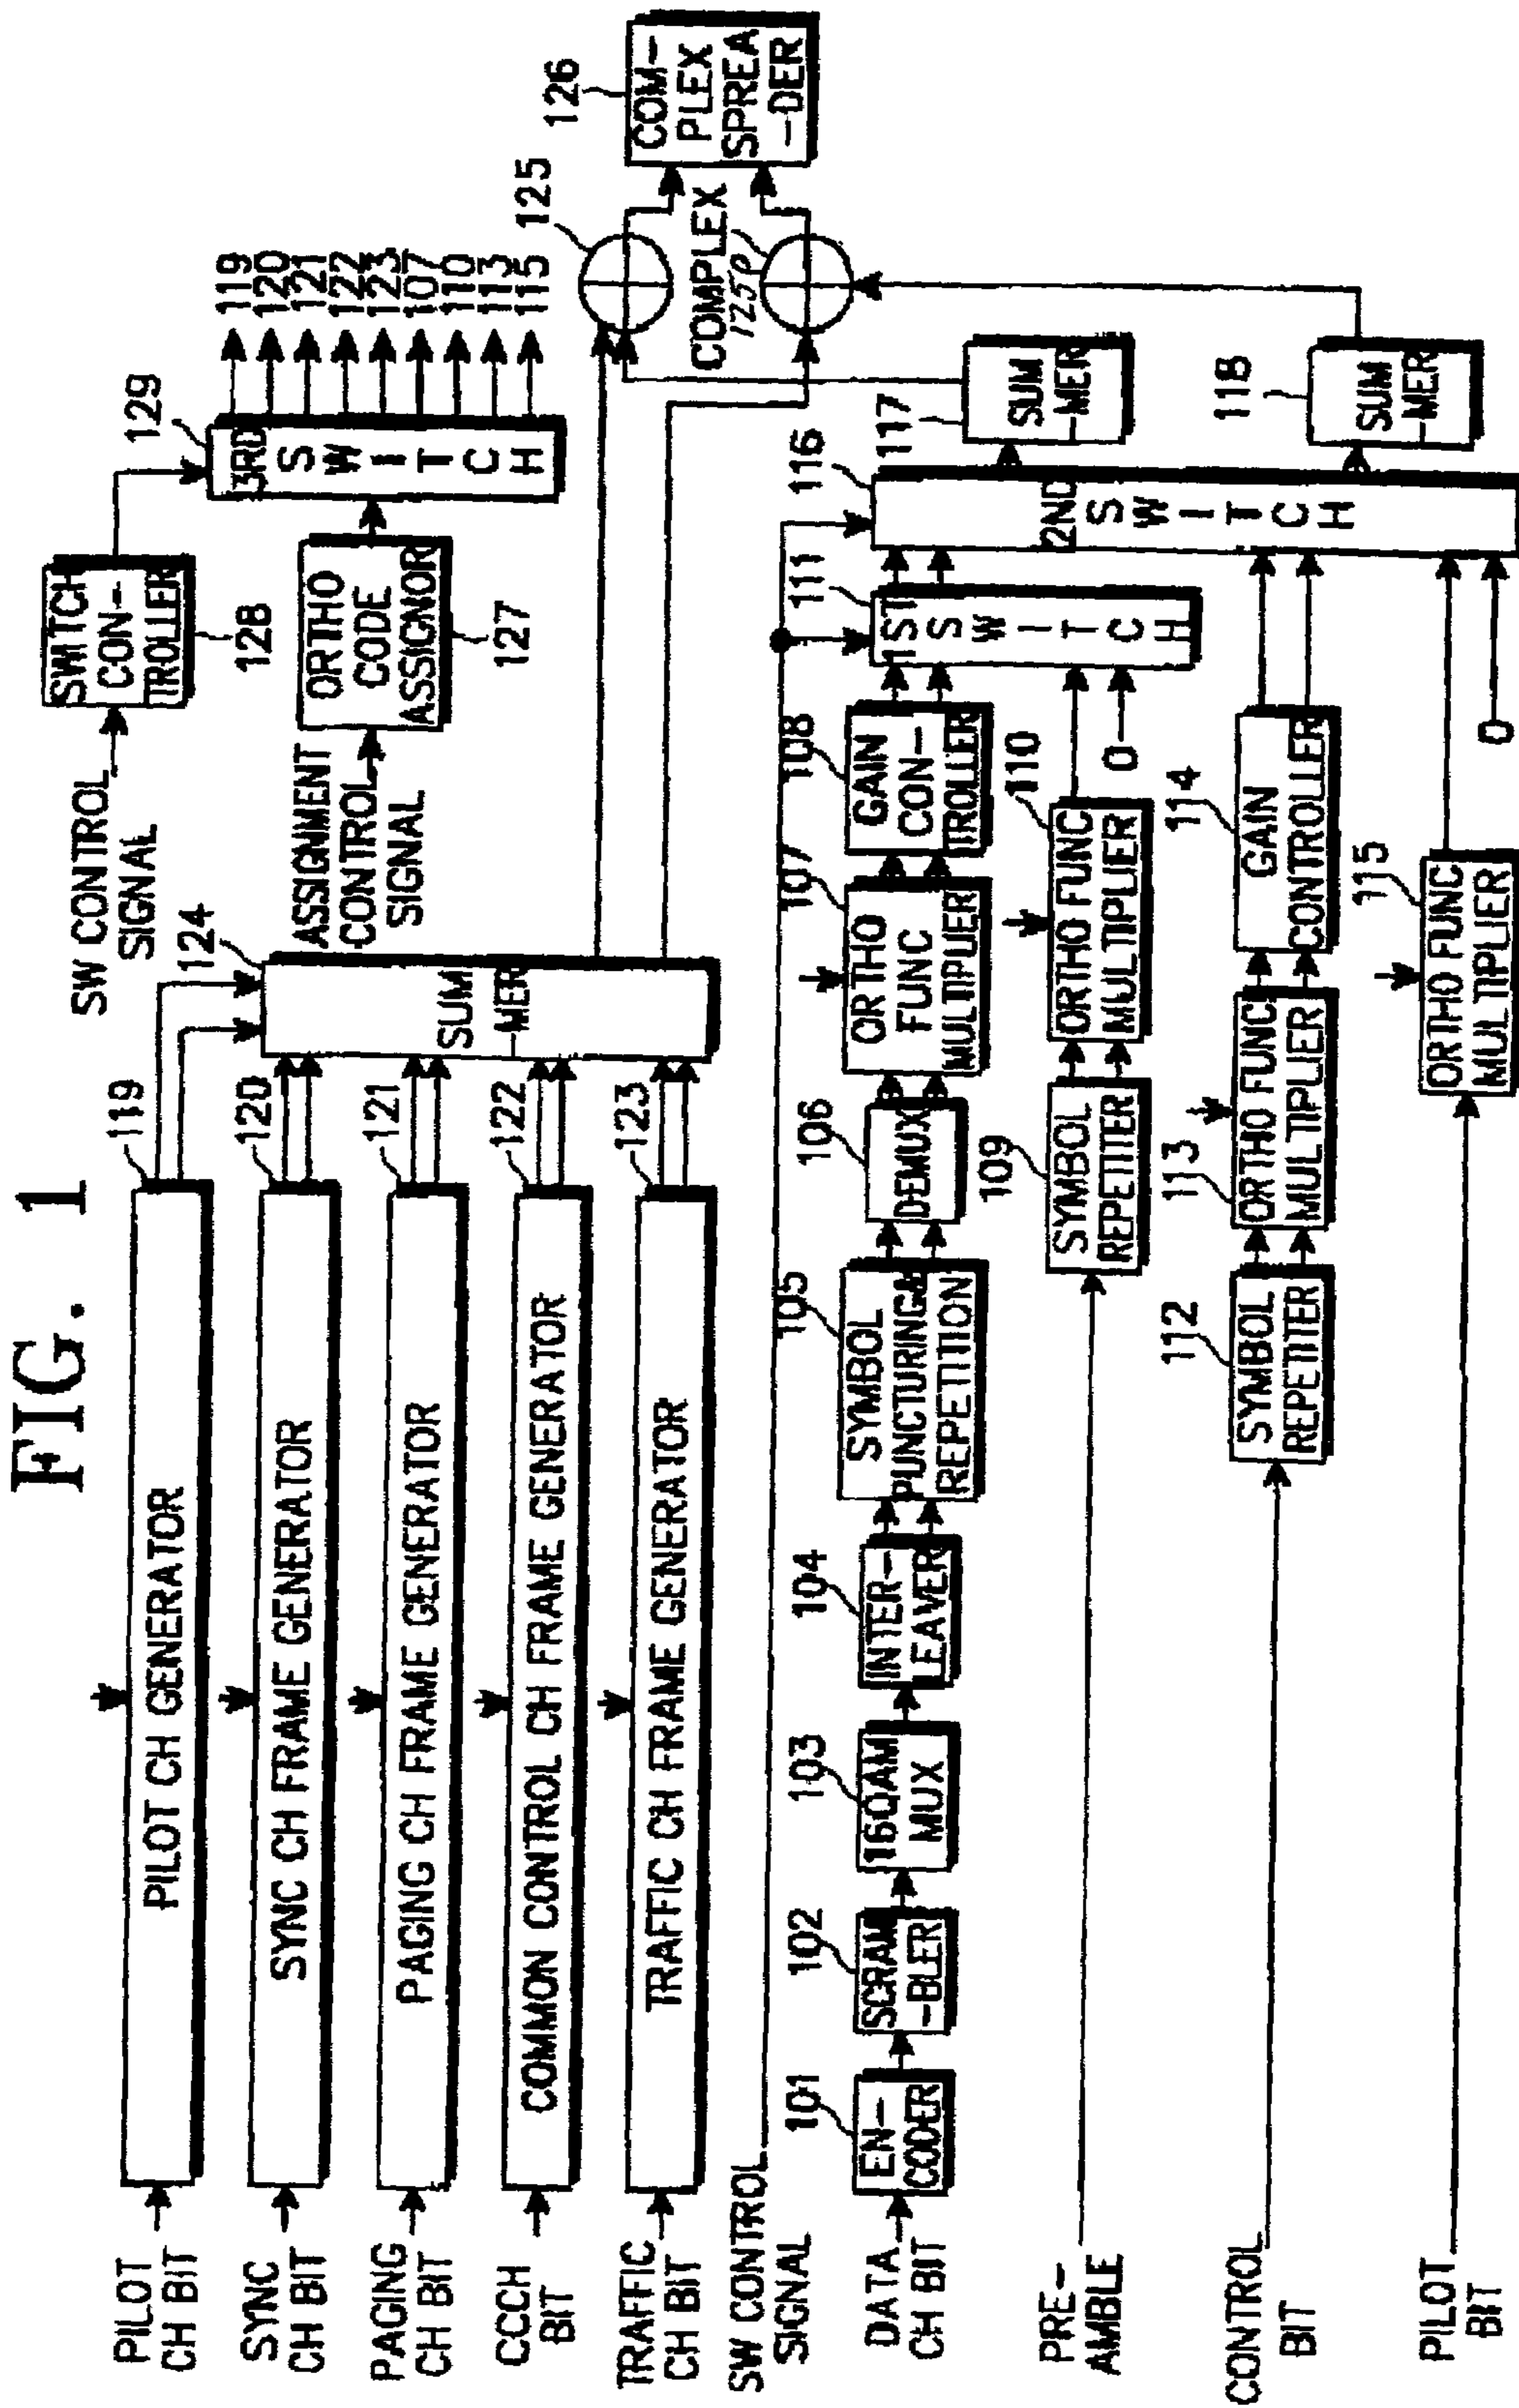 FIG. 1
PILOT
CH BIT
PILOT CH GENERATOR
119
SYNC
CH BIT
SYNC CH FRAME GENERATOR
120
PAGING
CH BIT
PAGING CH FRAME GENERATOR
121
CCCH
BIT
COMMON CONTROL CH FRAME GENERATOR
122
TRAFFIC
CH BIT
TRAFFIC CH FRAME GENERATOR
123
124
SUM
-MER
SW CONTROL
SIGNAL
SWITCH
CON-
TROLLER
128
ASSIGNMENT
CONTROL
SIGNAL
ORTHO
CODE
ASSIGNOR
127
129
3RD
SWITCH
119
120
121
122
123
107
110
113
115
125
COMPLEX
125P
126
COM-
PLEX
SPREA
-DER
SW CONTROL
SIGNAL
DATA
CH BIT
101
EN-
CODER
102
SCRAM
-BLER
103
16QAM
MUX
104
INTER-
LEAVER
105
SYMBOL
PUNCTURING&
REPETITION
106
DEMUX
107
ORTHO
FUNC
MULTIPLIER
108
GAIN
CON-
TROLLER
111
1ST
SWITCH
116
2ND
SWITCH
117
SUM
-MER
118
SUM
-MER
PRE-
AMBLE
109
SYMBOL
REPETITER
110
ORTHO FUNC
MULTIPLIER
0
CONTROL
BIT
112
SYMBOL
REPETITER
113
ORTHO FUNC
MULTIPLIER
114
GAIN
CONTROLLER
PILOT
BIT
115
ORTHO FUNC
MULTIPLIER
0